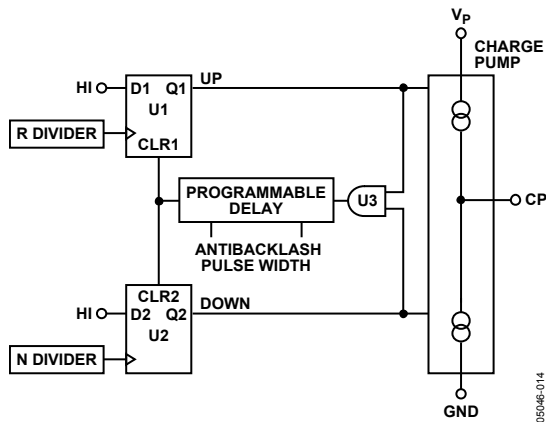 VP
CHARGE
PUMP
HI
D1 Q1
UP
U1
R DIVIDER
CLR1
PROGRAMMABLE
DELAY
U3
CP
ANTIBACKLASH
PULSE WIDTH
CLR2
HI
D2 Q2
DOWN
U2
N DIVIDER
GND
05046-014